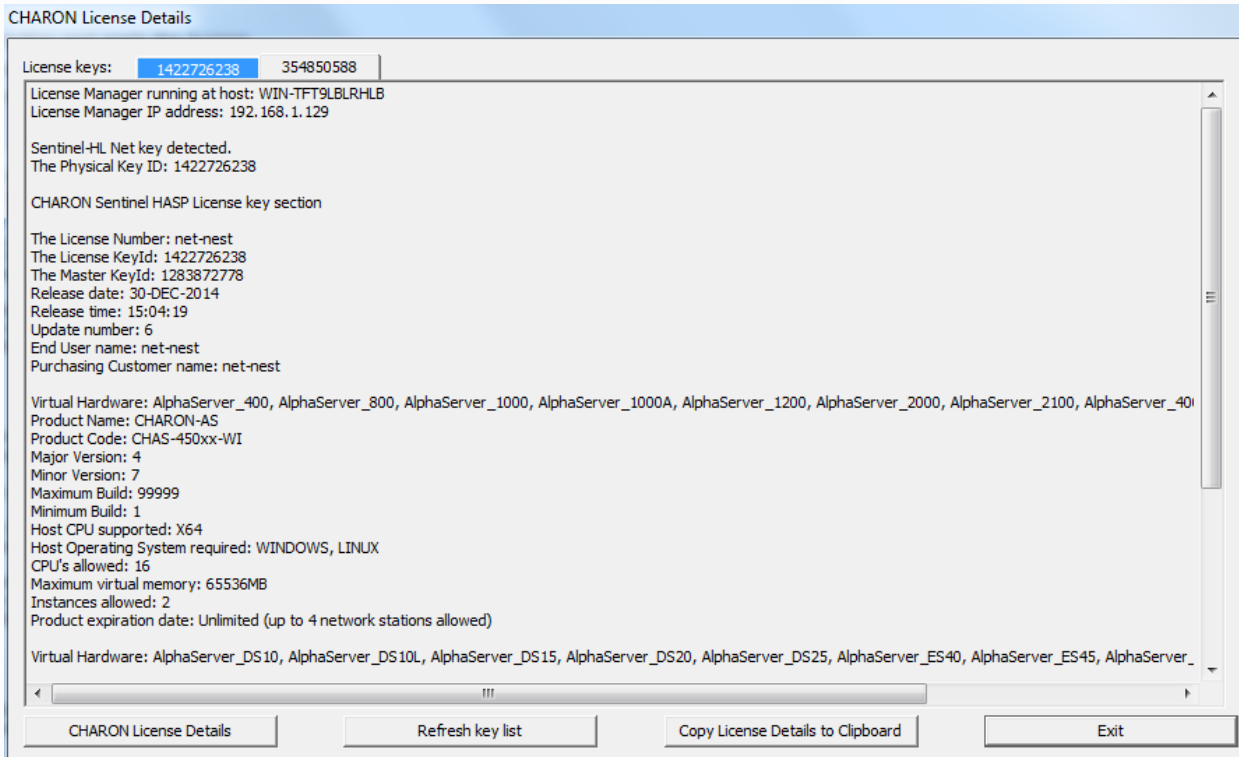 CHARON License Details
License keys: 1422726238 354850588
License Manager running at host: WIN-TFT9LBLRHLB
License Manager IP address: 192.168.1.129
Sentinel-HL Net key detected.
The Physical Key ID: 1422726238
CHARON Sentinel HASP License key section
The License Number: net-nest
The License KeyId: 1422726238
The Master KeyId: 1283872778
Release date: 30-DEC-2014
Release time: 15:04:19
Update number: 6
End User name: net-nest
Purchasing Customer name: net-nest
Virtual Hardware: AlphaServer_400, AlphaServer_800, AlphaServer_1000, AlphaServer_1000A, AlphaServer_1200, AlphaServer_2000, AlphaServer_2100,
Product Name: CHARON-AS
Product Code: CHAS-450xx-WI
Major Version: 4
Minor Version: 7
Maximum Build: 99999
Minimum Build: 1
Host CPU supported: X64
Host Operating System required: WINDOWS, LINUX
CPU's allowed: 16
Maximum virtual memory: 65536MB
Instances allowed: 2
Product expiration date: Unlimited (up to 4 network stations allowed)
Virtual Hardware: AlphaServer_DS10, AlphaServer_DS10L, AlphaServer_DS15, AlphaServer_DS20, AlphaServer_DS25, AlphaServer_ES40, AlphaServer_ES45, AlphaServer_
CHARON License Details Refresh key list Copy License Details to Clipboard Exit